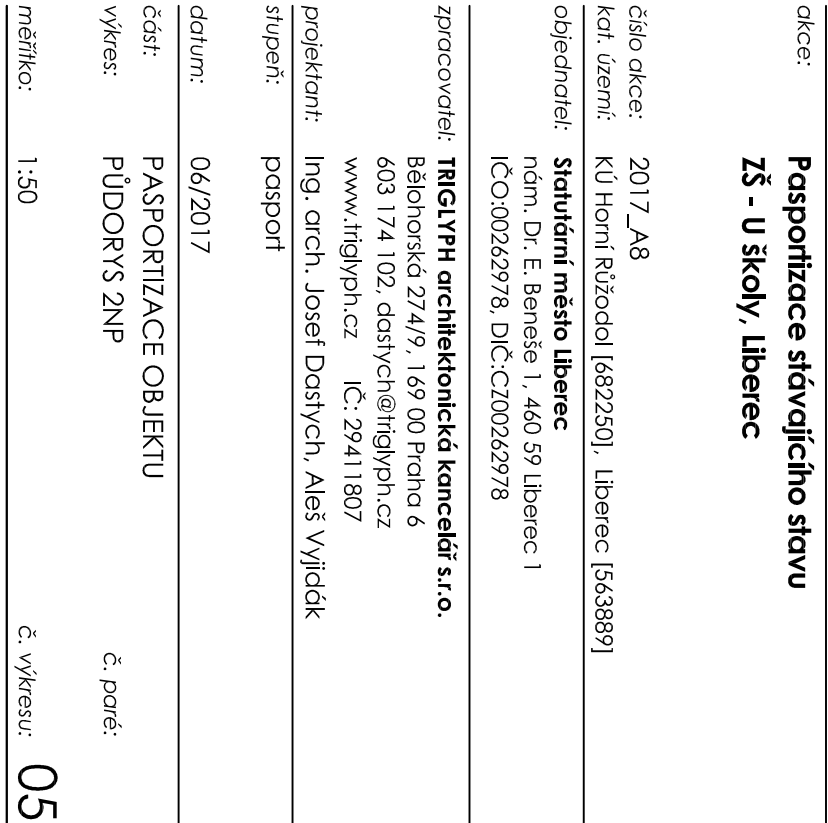 akce: Pasportizace stávajícího stavu
ZŠ - U školy, Liberec
číslo akce: 2017_A8
kat. území: KÚ Horní Růžodol [682250], Liberec [563889]
objednatel: Statutární město Liberec
nám. Dr. E. Beneše 1, 460 59 Liberec 1
IČO:00262978, DIČ:CZ00262978
zpracovatel: TRIGLYPH architektonická kancelář s.r.o.
Bělohorská 274/9, 169 00 Praha 6
603 174 102, dastych@triglyph.cz
www.triglyph.cz IČ: 29411807
projektant: Ing. arch. Josef Dastych, Aleš Vyjidák
stupeň: pasport
datum: 06/2017
část: PASPORTIZACE OBJEKTU
výkres: PŮDORYS 2NP č. paré:
měřítko: 1:50 č. výkresu: 05